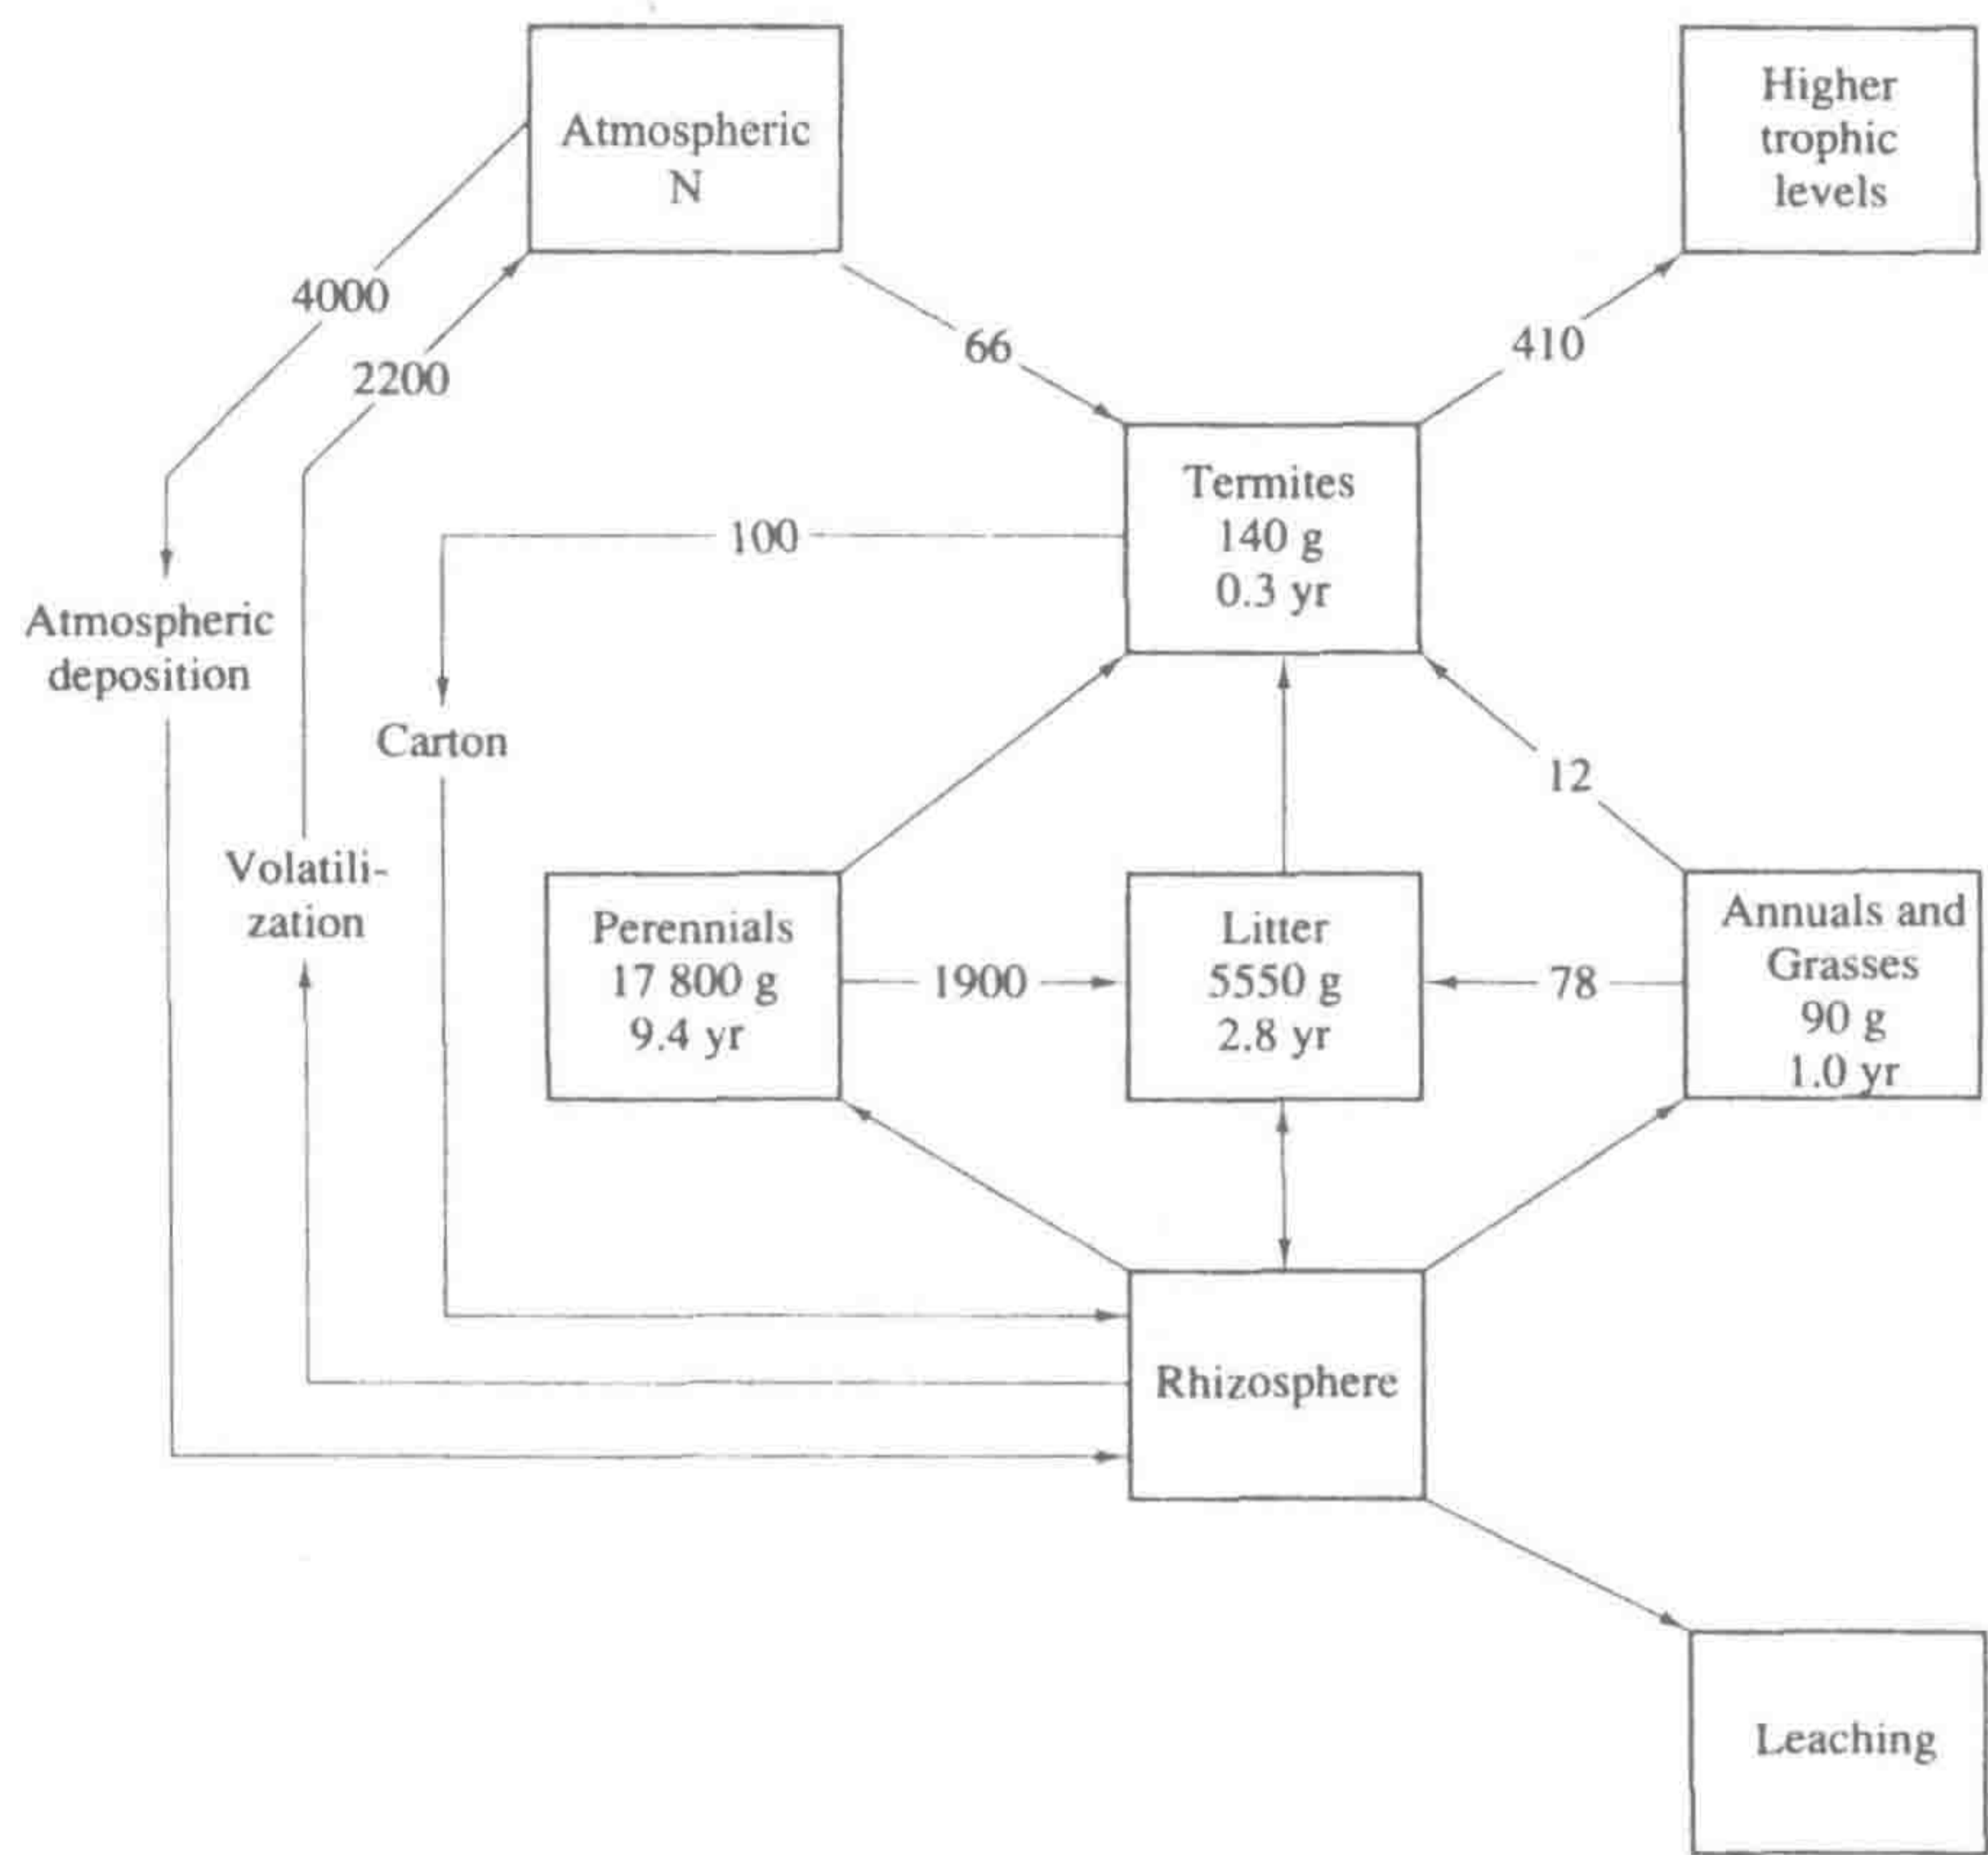 Atmospheric
N
Higher
trophic
levels
4000
2200
66
410
Termites
140 g
0.3 yr
100
Atmospheric
deposition
Carton
12
Volatili-
zation
Perennials
17 800 g
9.4 yr
1900
Litter
5550 g
2.8 yr
78
Annuals and
Grasses
90 g
1.0 yr
Rhizosphere
Leaching